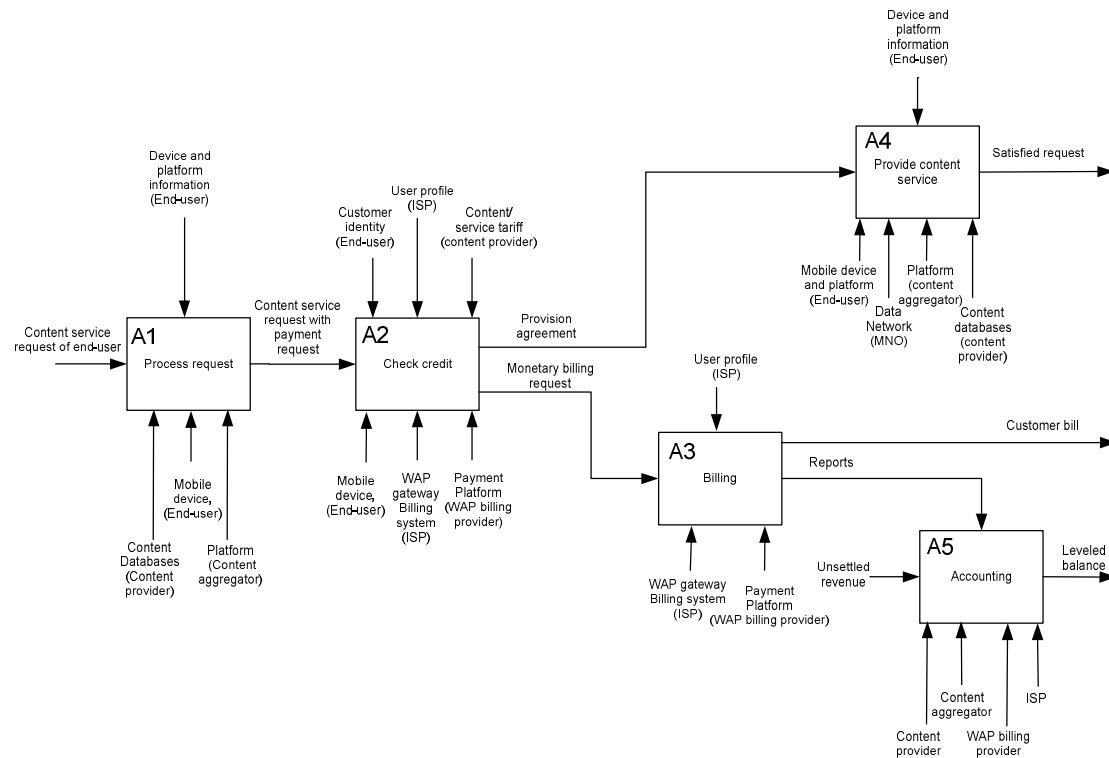 Device and
platform
information
(End-user)
A4
Provide content
service
Satisfied request
Mobile device
and platform
(End-user)
Data
Network
(MNO)
Platform
(content
aggregator)
Content
databases
(content
provider)
Device and
platform
information
(End-user)
Content service
request of end-user
A1
Process request
Content
Databases
(Content
provider)
Mobile
device,
(End-user)
Platform
(Content
aggregator)
Content service
request with
payment
request
Customer
identity
(End-user)
User profile
(ISP)
Content/
service tariff
(content provider)
A2
Check credit
Mobile
device,
(End-user)
WAP
gateway
Billing
system
(ISP)
Payment
Platform
(WAP billing
provider)
Provision
agreement
Monetary billing
request
User profile
(ISP)
A3
Billing
WAP gateway
Billing system
(ISP)
Payment
Platform
(WAP billing provider)
Customer bill
Reports
Unsettled
revenue
A5
Accounting
Leveled
balance
Content
provider
Content
aggregator
WAP billing
provider
ISP